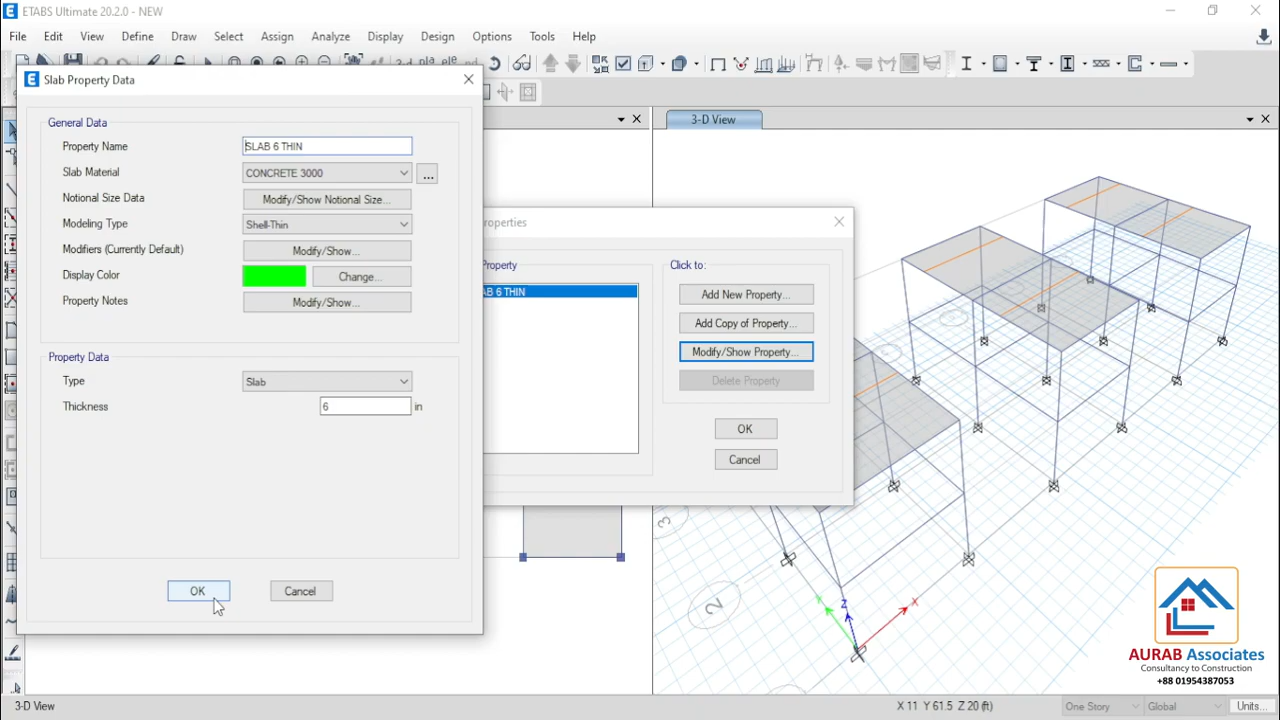 ETABS Ultimate 20.2.0 - NEW
File Edit View Define Draw Select Assign Analyze Display Design Options Tools Help
Slab Property Data
General Data
Property Name SLAB 6 THIN
Slab Material CONCRETE 3000 ...
Notional Size Data Modify/Show Notional Size...
Modeling Type Shell-Thin
Modifiers (Currently Default) Modify/Show...
Display Color Change...
Property Notes Modify/Show...
Property Data
Type Slab
Thickness 6 in
OK Cancel
roperties
Property
AB 6 THIN
Click to:
Add New Property...
Add Copy of Property...
Modify/Show Property...
Delete Property
OK
Cancel
3-D View
3
2
X
Y
Z
AURAB Associates
Consultancy to Construction
+88 01954387053
3-D View X 11 Y 61.5 Z 20 (ft) One Story Global Units...